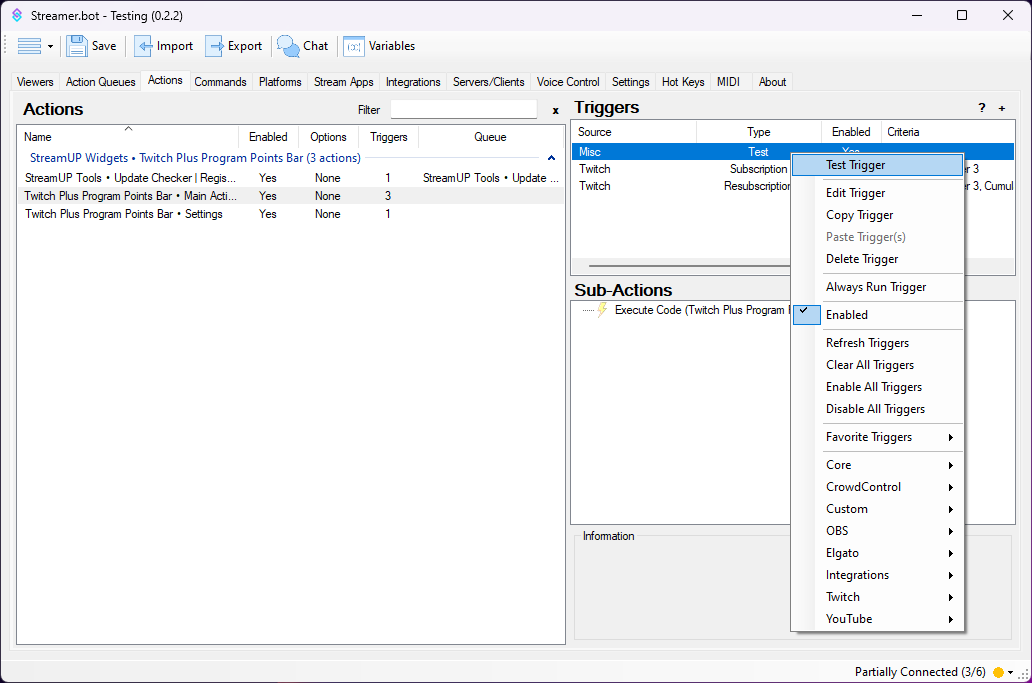 Streamer.bot - Testing (0.2.2)
Save Import Export Chat Variables
Viewers Action Queues Actions Commands Platforms Stream Apps Integrations Servers/Clients Voice Control Settings Hot Keys MIDI About
Actions
Filter
x
Name Enabled Options Triggers Queue
StreamUP Widgets • Twitch Plus Program Points Bar (3 actions)
StreamUP Tools • Update Checker | Regis... Yes None 1 StreamUP Tools • Update ...
Twitch Plus Program Points Bar • Main Acti... Yes None 3
Twitch Plus Program Points Bar • Settings Yes None 1
Triggers
? +
Source Type Enabled Criteria
Misc Test Yes
Twitch Subscription r 3
Twitch Resubscription r 3, Cumul
Sub-Actions
Execute Code (Twitch Plus Program
Information
Test Trigger
Edit Trigger
Copy Trigger
Paste Trigger(s)
Delete Trigger
Always Run Trigger
Enabled
Refresh Triggers
Clear All Triggers
Enable All Triggers
Disable All Triggers
Favorite Triggers
Core
CrowdControl
Custom
OBS
Elgato
Integrations
Twitch
YouTube
Partially Connected (3/6)